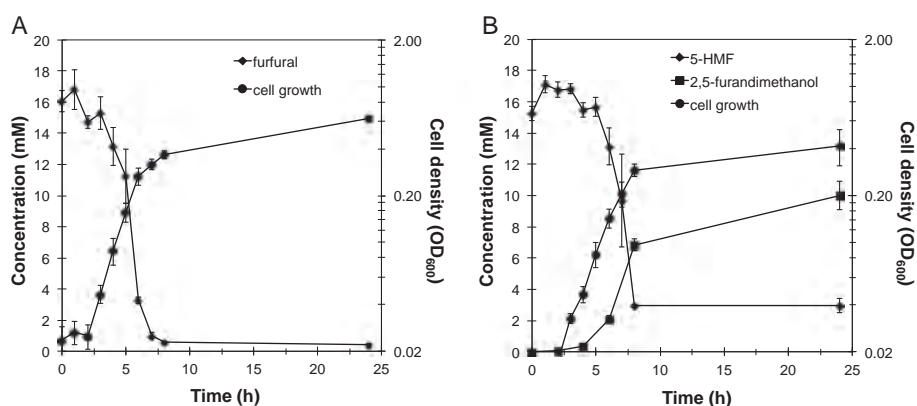 A
20
18
16
14
12
10
8
6
4
2
0
Concentration (mM)
furfural
cell growth
2.00
0.20
0.02
Cell density (OD600)
0 5 10 15 20 25
Time (h)
B
20
18
16
14
12
10
8
6
4
2
0
Concentration (mM)
5-HMF
2,5-furandimethanol
cell growth
2.00
0.20
0.02
Cell density (OD600)
0 5 10 15 20 25
Time (h)